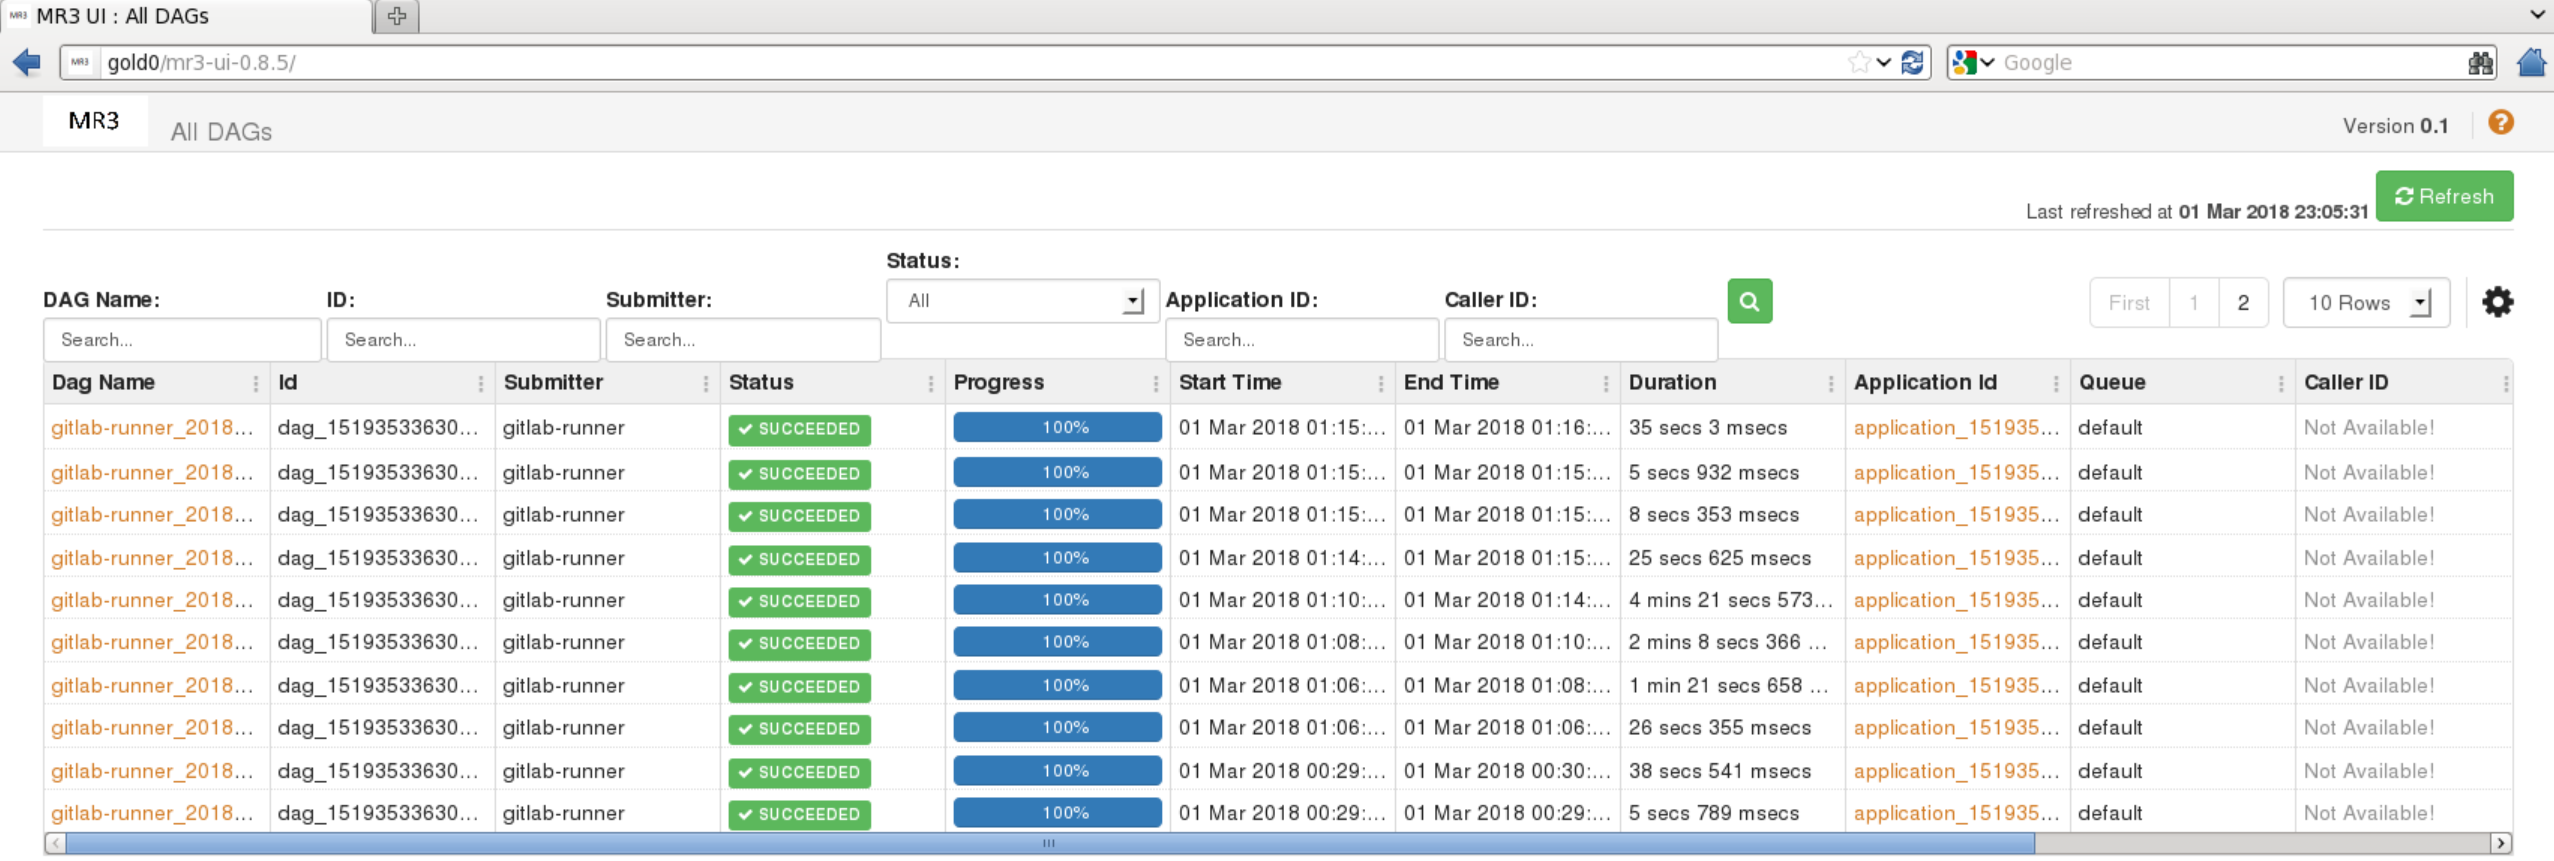 MR3 MR3 UI : All DAGs
MR3 gold0/mr3-ui-0.8.5/ Google
MR3 All DAGs Version 0.1 ?
Last refreshed at 01 Mar 2018 23:05:31 Refresh
DAG Name: ID: Submitter: Status: Application ID: Caller ID:
Search... Search... Search... All Search... Search... First 1 2 10 Rows
Dag Name Id Submitter Status Progress Start Time End Time Duration Application Id Queue Caller ID
gitlab-runner_2018... dag_15193533630... gitlab-runner SUCCEEDED 100% 01 Mar 2018 01:15:... 01 Mar 2018 01:16:... 35 secs 3 msecs application_151935... default Not Available!
gitlab-runner_2018... dag_15193533630... gitlab-runner SUCCEEDED 100% 01 Mar 2018 01:15:... 01 Mar 2018 01:15:... 5 secs 932 msecs application_151935... default Not Available!
gitlab-runner_2018... dag_15193533630... gitlab-runner SUCCEEDED 100% 01 Mar 2018 01:15:... 01 Mar 2018 01:15:... 8 secs 353 msecs application_151935... default Not Available!
gitlab-runner_2018... dag_15193533630... gitlab-runner SUCCEEDED 100% 01 Mar 2018 01:14:... 01 Mar 2018 01:15:... 25 secs 625 msecs application_151935... default Not Available!
gitlab-runner_2018... dag_15193533630... gitlab-runner SUCCEEDED 100% 01 Mar 2018 01:10:... 01 Mar 2018 01:14:... 4 mins 21 secs 573... application_151935... default Not Available!
gitlab-runner_2018... dag_15193533630... gitlab-runner SUCCEEDED 100% 01 Mar 2018 01:08:... 01 Mar 2018 01:10:... 2 mins 8 secs 366 ... application_151935... default Not Available!
gitlab-runner_2018... dag_15193533630... gitlab-runner SUCCEEDED 100% 01 Mar 2018 01:06:... 01 Mar 2018 01:08:... 1 min 21 secs 658 ... application_151935... default Not Available!
gitlab-runner_2018... dag_15193533630... gitlab-runner SUCCEEDED 100% 01 Mar 2018 01:06:... 01 Mar 2018 01:06:... 26 secs 355 msecs application_151935... default Not Available!
gitlab-runner_2018... dag_15193533630... gitlab-runner SUCCEEDED 100% 01 Mar 2018 00:29:... 01 Mar 2018 00:30:... 38 secs 541 msecs application_151935... default Not Available!
gitlab-runner_2018... dag_15193533630... gitlab-runner SUCCEEDED 100% 01 Mar 2018 00:29:... 01 Mar 2018 00:29:... 5 secs 789 msecs application_151935... default Not Available!